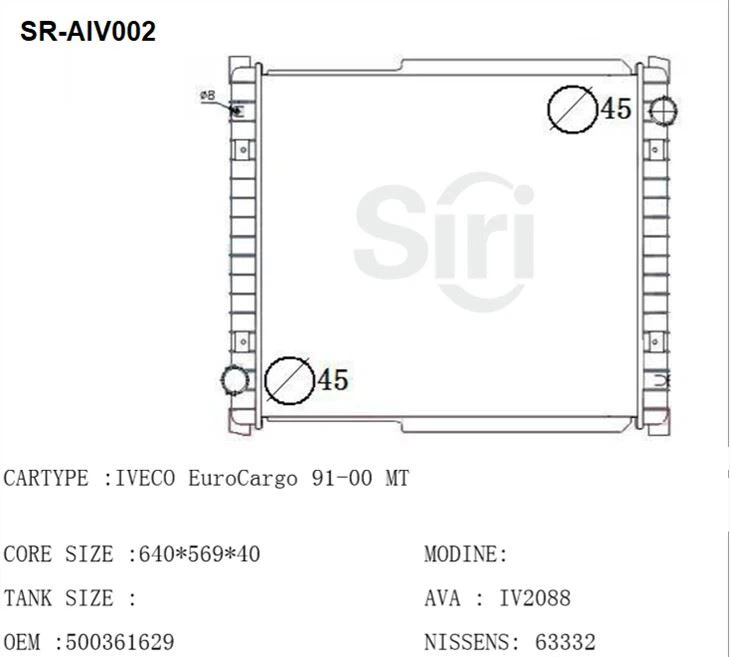 SR-AIV002
ø8
45
Siri
45
CARTYPE :IVECO EuroCargo 91-00 MT
CORE SIZE :640*569*40
MODINE:
TANK SIZE :
AVA : IV2088
OEM :500361629
NISSENS: 63332